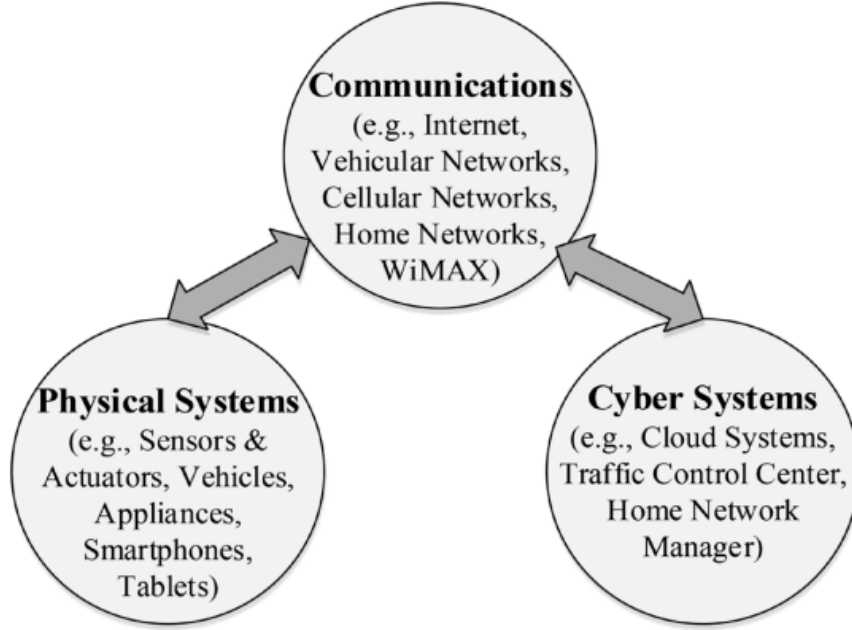 Communications
(e.g., Internet,
Vehicular Networks,
Cellular Networks,
Home Networks,
WiMAX)
Physical Systems
(e.g., Sensors &
Actuators, Vehicles,
Appliances,
Smartphones,
Tablets)
Cyber Systems
(e.g., Cloud Systems,
Traffic Control Center,
Home Network
Manager)